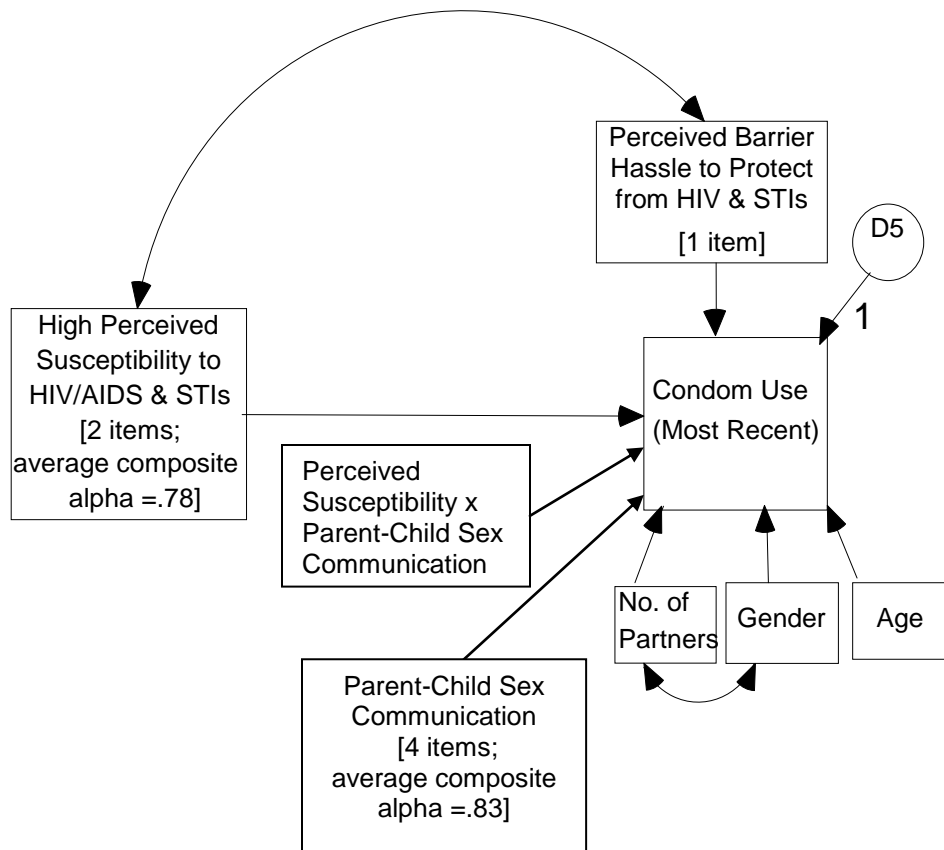 Perceived Barrier
Hassle to Protect
from HIV & STIs
[1 item]
D5
1
High Perceived
Susceptibility to
HIV/AIDS & STIs
[2 items;
average composite
alpha =.78]
Condom Use
(Most Recent)
Perceived
Susceptibility x
Parent-Child Sex
Communication
No. of
Partners
Gender
Age
Parent-Child Sex
Communication
[4 items;
average composite
alpha =.83]